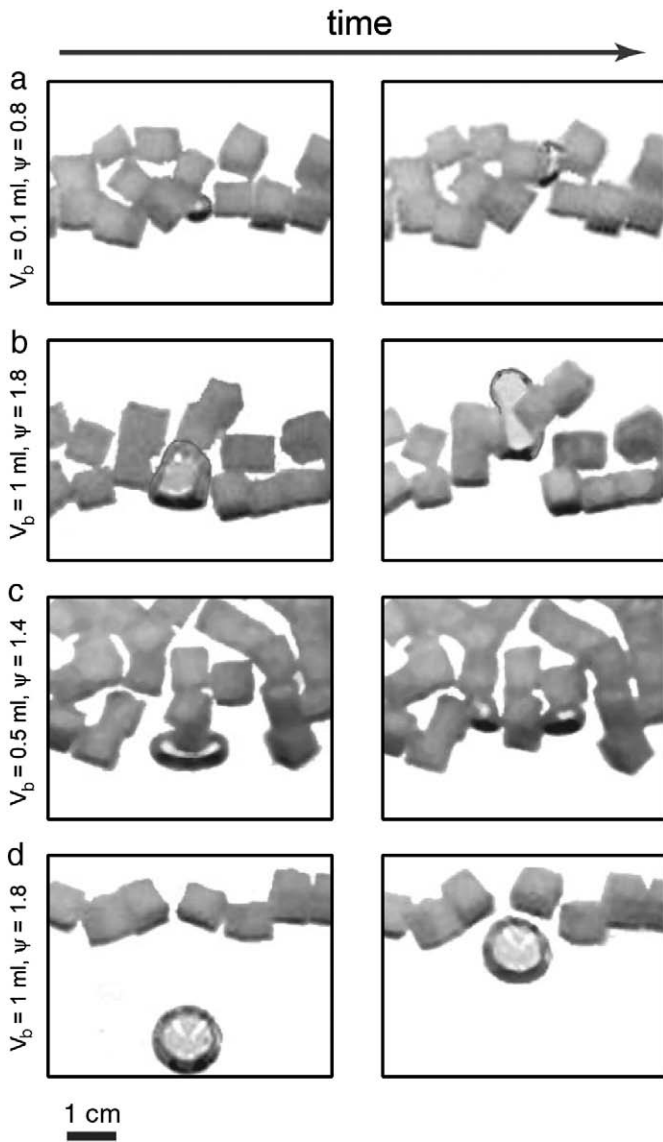 time
a
V_b = 0.1 ml, ψ = 0.8
b
V_b = 1 ml, ψ = 1.8
c
V_b = 0.5 ml, ψ = 1.4
d
V_b = 1 ml, ψ = 1.8
1 cm